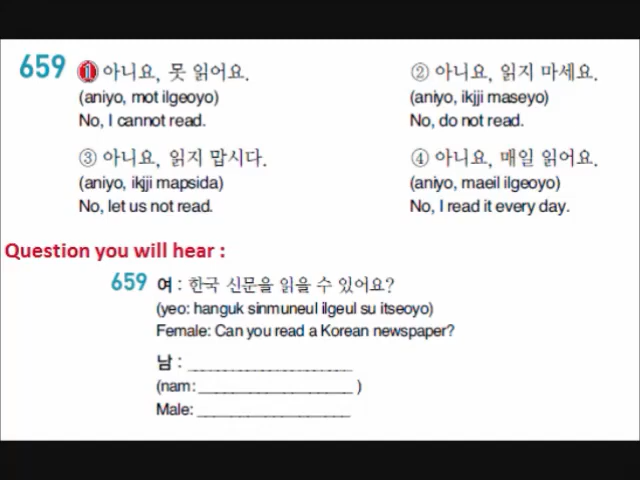 659 ① 아니요, 못 읽어요.
(aniyo, mot ilgeoyo)
No, I cannot read.
② 아니요, 읽지 마세요.
(aniyo, ikjji maseyo)
No, do not read.
③ 아니요, 읽지 맙시다.
(aniyo, ikjji mapsida)
No, let us not read.
④ 아니요, 매일 읽어요.
(aniyo, maeil ilgeoyo)
No, I read it every day.
Question you will hear :
659 여 : 한국 신문을 읽을 수 있어요?
(yeo: hanguk sinmuneul ilgeul su itseoyo)
Female: Can you read a Korean newspaper?
남 : ____________________
(nam: ____________________ )
Male: ____________________